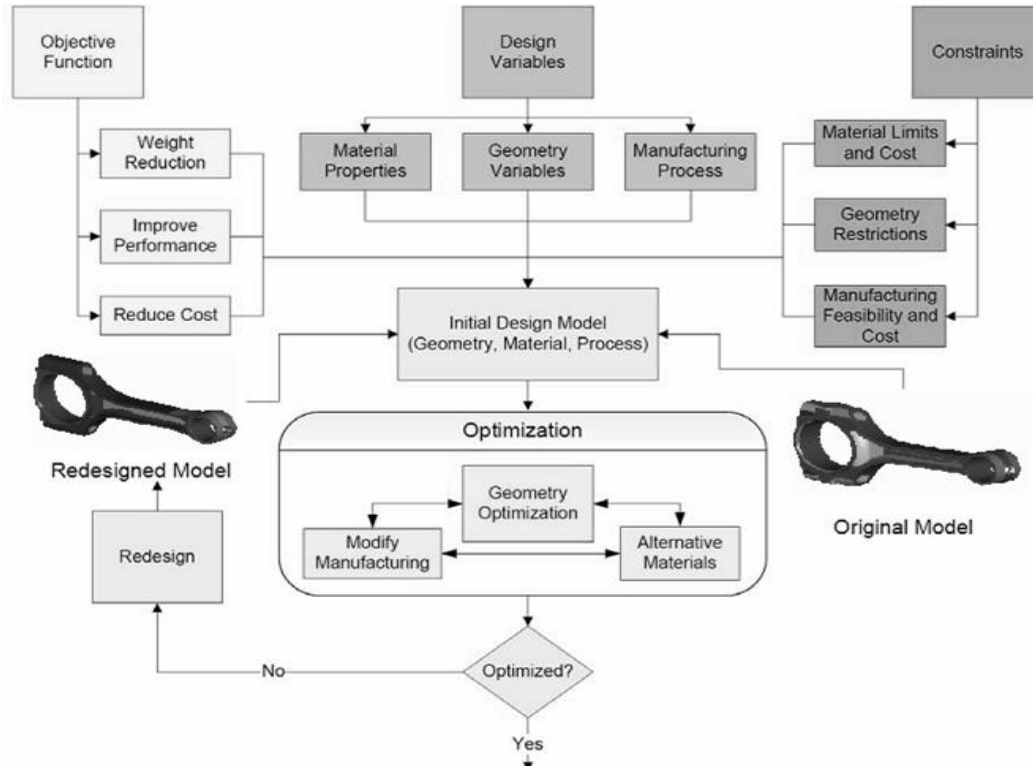 Objective
Function
Design
Variables
Constraints
Weight
Reduction
Material
Properties
Geometry
Variables
Manufacturing
Process
Material Limits
and Cost
Improve
Performance
Geometry
Restrictions
Reduce Cost
Manufacturing
Feasibility and
Cost
Initial Design Model
(Geometry, Material, Process)
Redesigned Model
Original Model
Optimization
Geometry
Optimization
Modify
Manufacturing
Alternative
Materials
Redesign
Optimized?
No
Yes